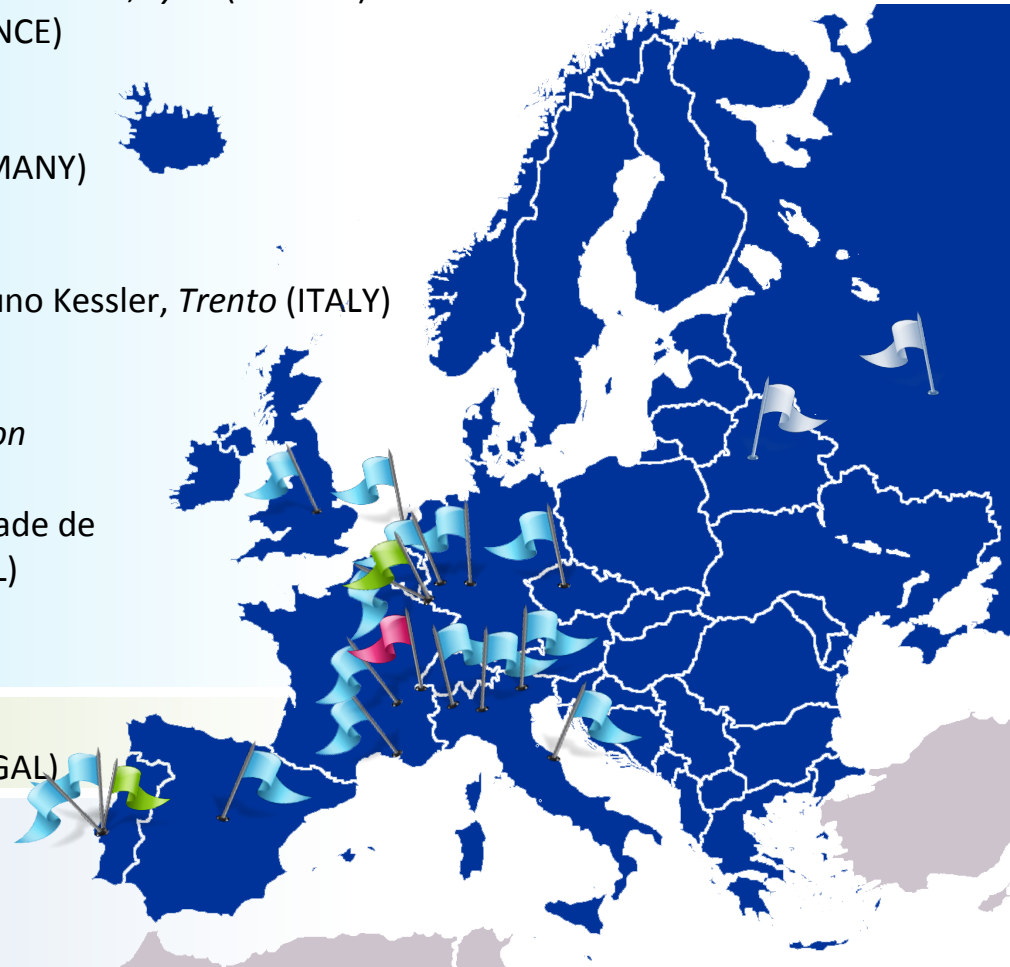 NCE)
MANY)
uno Kessler, Trento (ITALY)
on
ade de
L)
GAL)